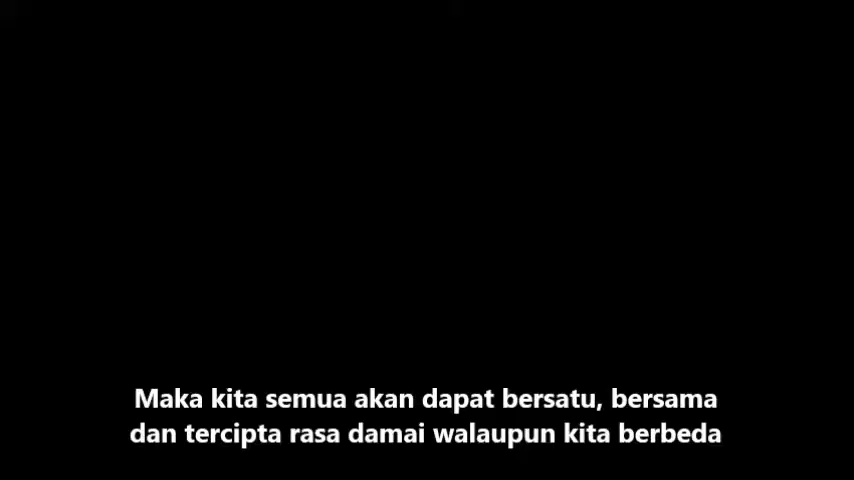 Maka kita semua akan dapat bersatu, bersama
dan tercipta rasa damai walaupun kita berbeda